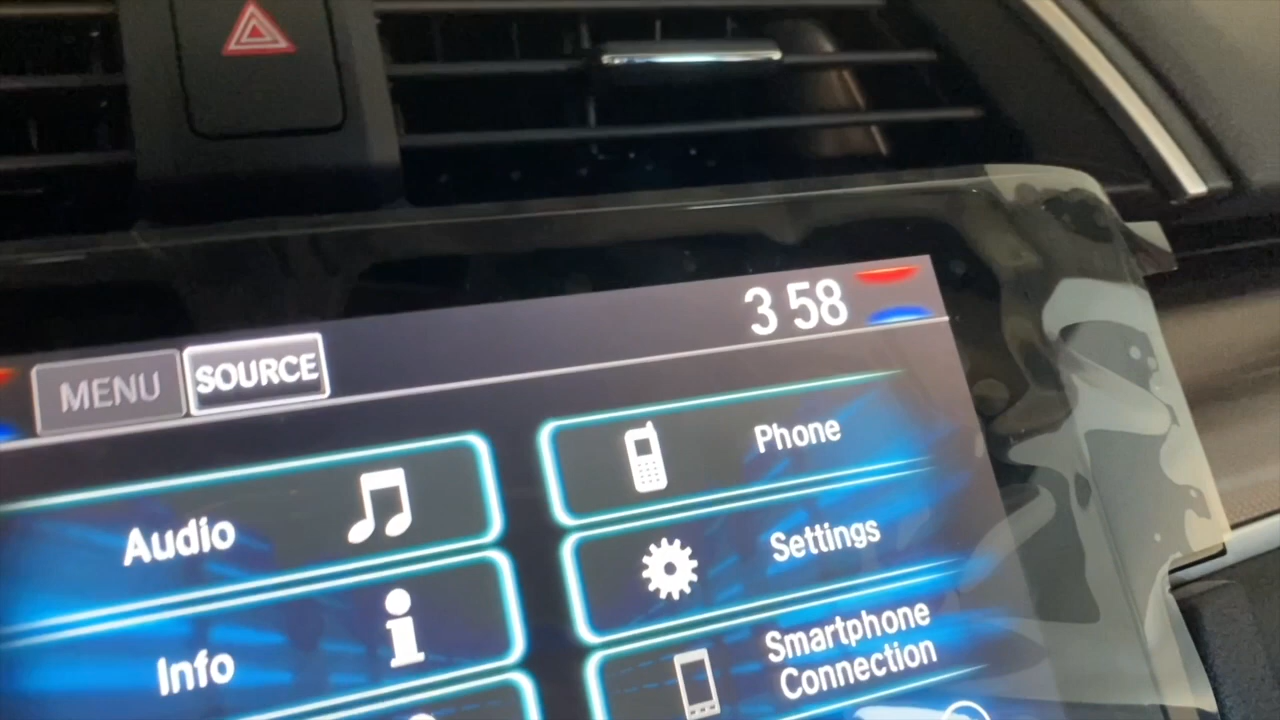 3 58
MENU
SOURCE
Phone
Audio
Settings
Info
Smartphone
Connection